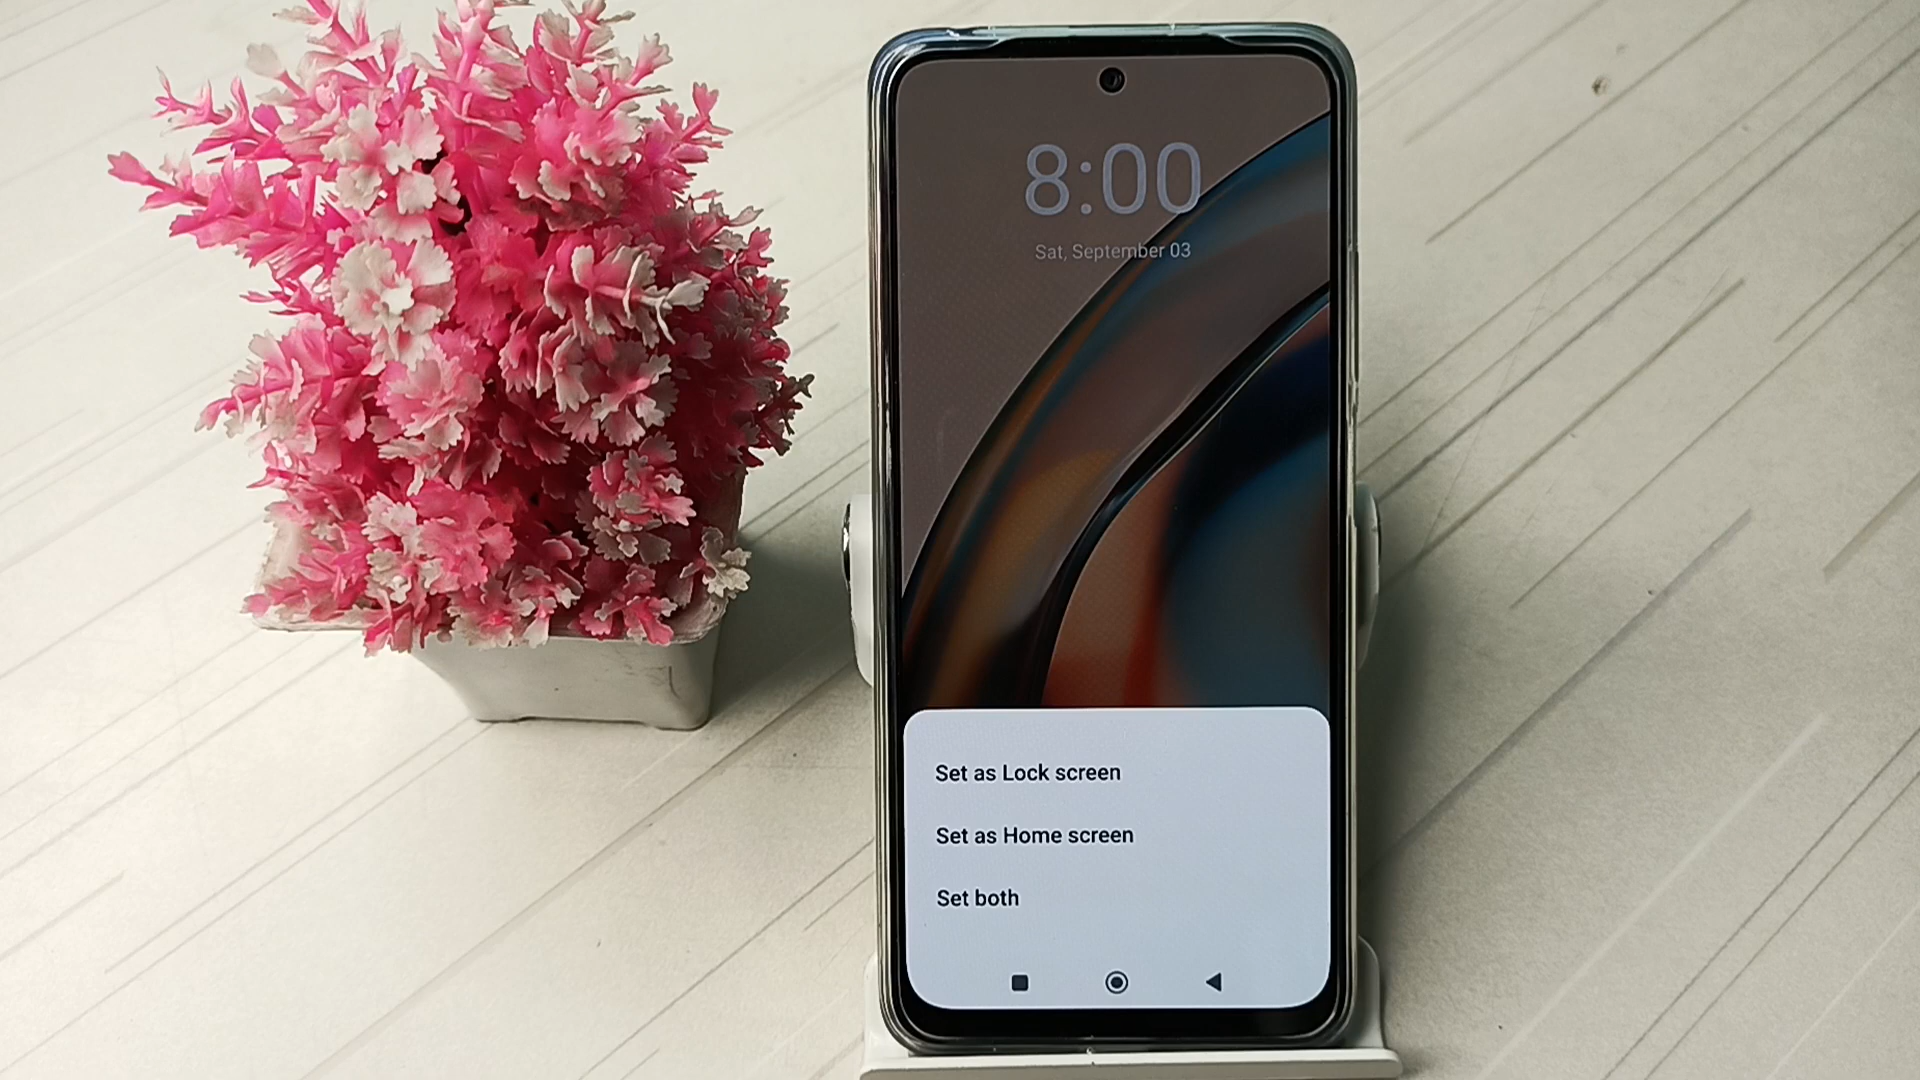 8:00
Sat, September 03
Set as Lock screen
Set as Home screen
Set both